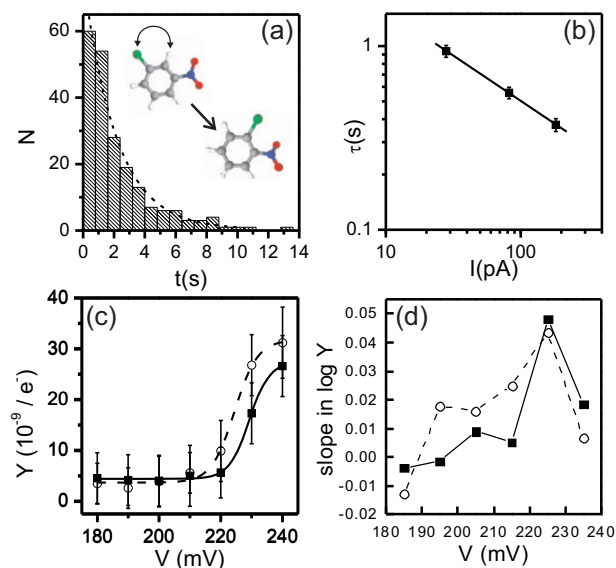 (a)
N
60
40
20
0
0 2 4 6 8 10 12 14
t(s)
(b)
τ(s)
1
0.1
10 100
I(pA)
(c)
Y (10⁻⁹ / e⁻)
40
30
20
10
0
180 190 200 210 220 230 240
V (mV)
(d)
slope in log Y
0.05
0.04
0.03
0.02
0.01
0.00
-0.01
-0.02
180 190 200 210 220 230 240
V (mV)